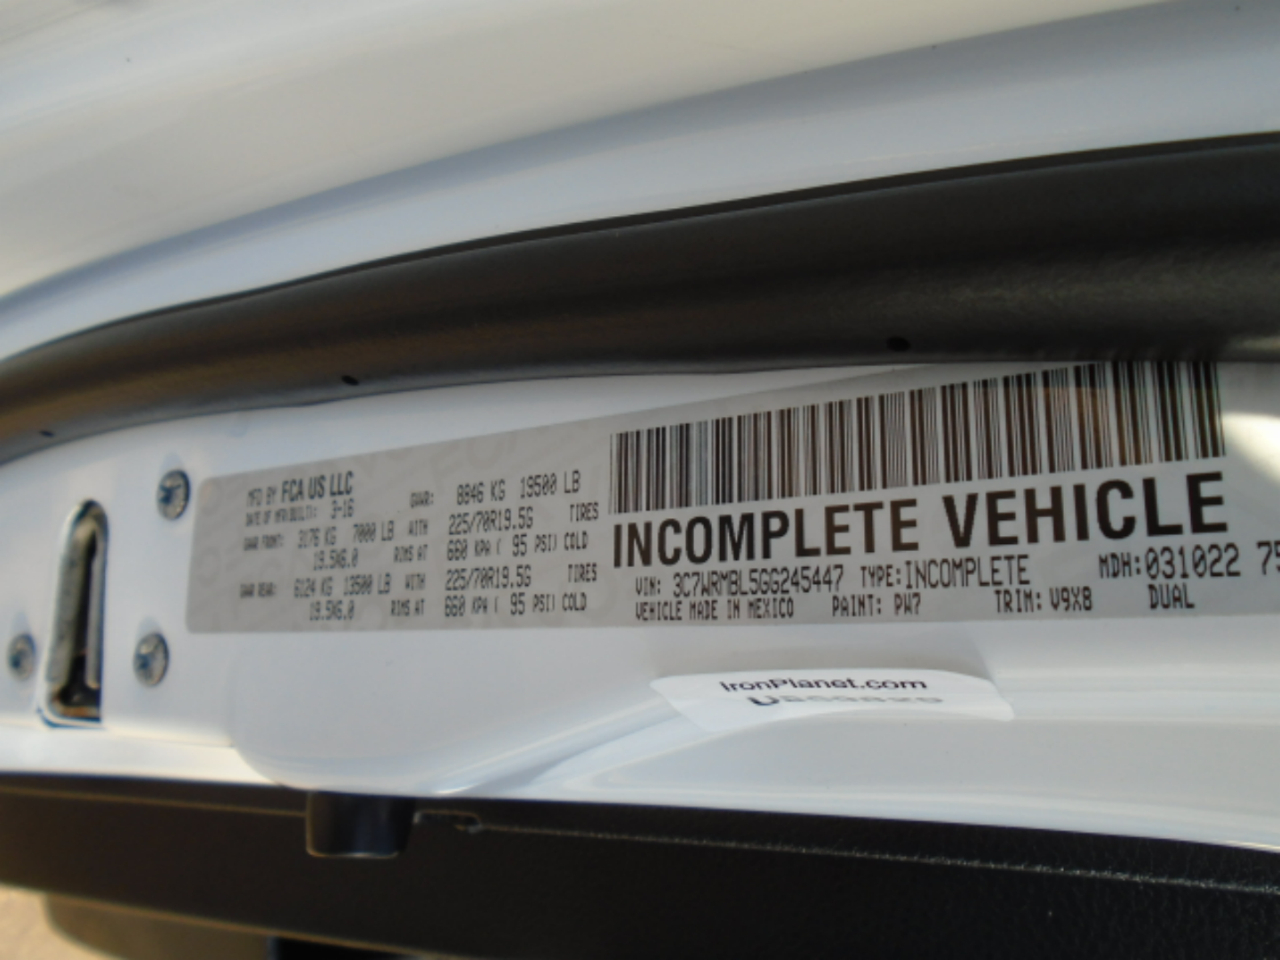 MFD BY FCA US LLC
DATE OF MFR/BUILT: 3-16 GVWR: 8846 KG 19500 LB
GAWR FRONT: 3176 KG 7000 LB WITH 225/70R19.5G TIRES
19.5X6.0 RIMS AT 660 KPA ( 95 PSI) COLD
GAWR REAR: 6124 KG 13500 LB WITH 225/70R19.5G TIRES
19.5X6.0 RIMS AT 660 KPA ( 95 PSI) COLD
INCOMPLETE VEHICLE
VIN: 3C7WRMBL5GG245447 TYPE: INCOMPLETE MDH: 031022 75
VEHICLE MADE IN MEXICO PAINT: PW7 TRIM: V9X8 DUAL
IronPlanet.com